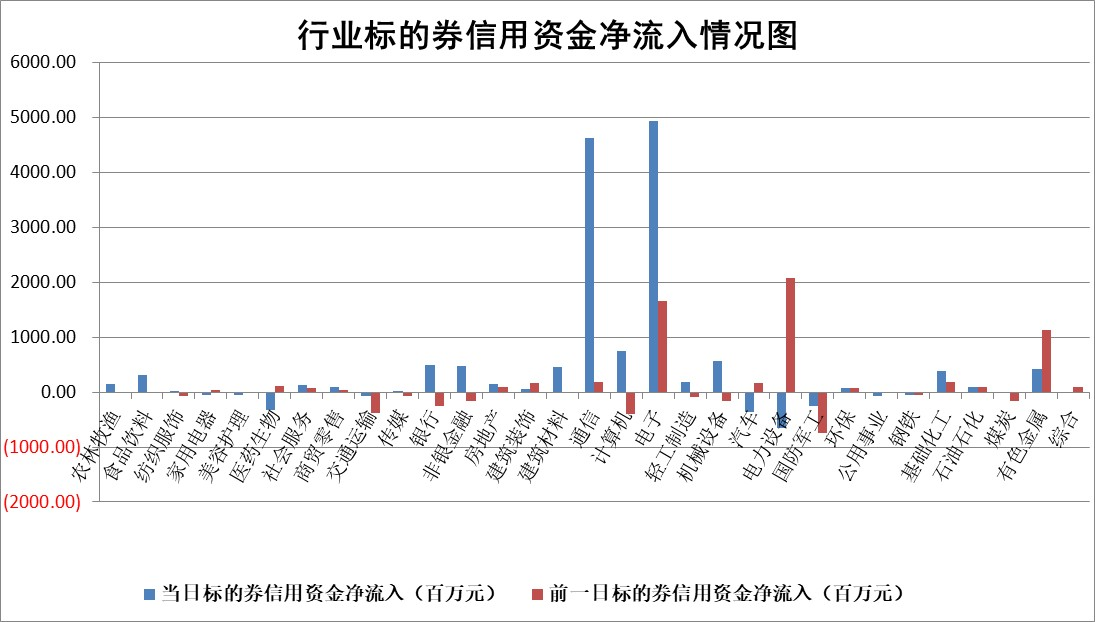 行业标的券信用资金净流入情况图
6000.00
5000.00
4000.00
3000.00
2000.00
1000.00
0.00
(1000.00)
(2000.00)
农林牧渔
食品饮料
纺织服饰
家用电器
美容护理
医药生物
社会服务
商贸零售
交通运输
传媒
银行
非银金融
房地产
建筑装饰
建筑材料
通信
计算机
电子
轻工制造
机械设备
汽车
电力设备
国防军工
环保
公用事业
钢铁
基础化工
石油石化
煤炭
有色金属
综合
当日标的券信用资金净流入（百万元）
前一日标的券信用资金净流入（百万元）